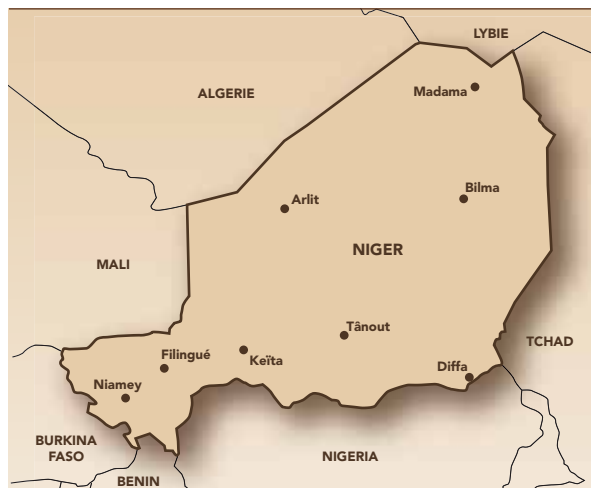 LYBIE
ALGERIE
Madama
Bilma
Arlit
NIGER
MALI
Tânout
TCHAD
Filingué
Keïta
Diffa
Niamey
BURKINA
FASO
NIGERIA
BENIN